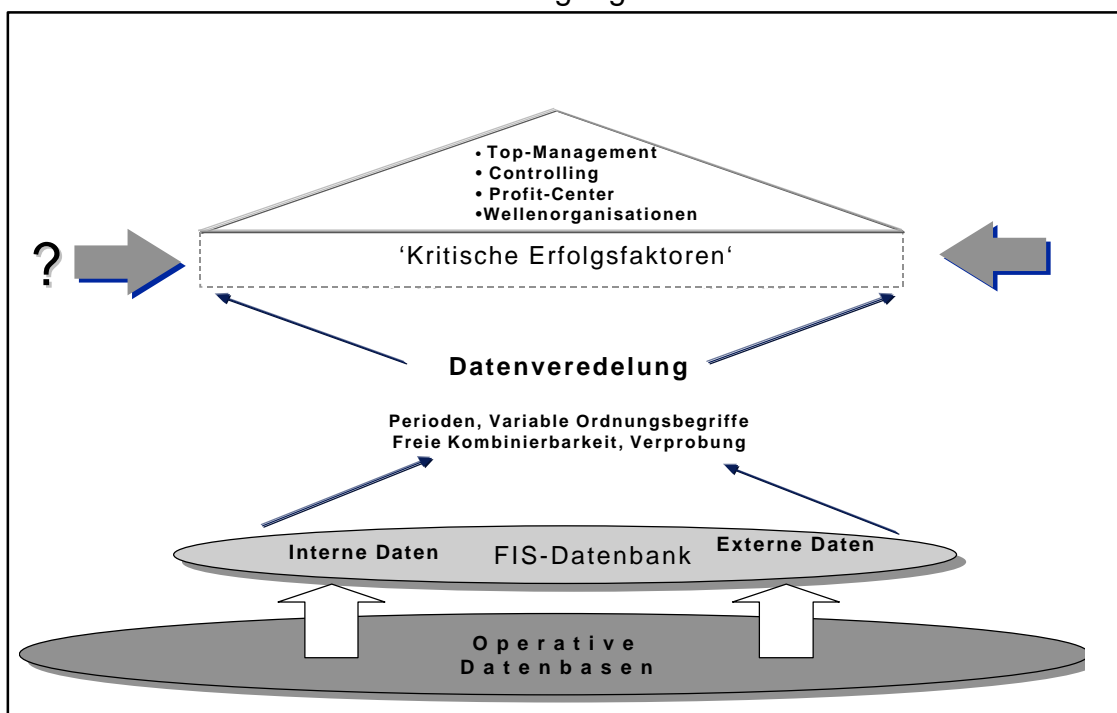 • Top-Management
• Controlling
• Profit-Center
•Wellenorganisationen
?
‘Kritische Erfolgsfaktoren‘
Datenveredelung
Perioden, Variable Ordnungsbegriffe
Freie Kombinierbarkeit, Verprobung
Interne Daten
FIS-Datenbank
Externe Daten
Operative
Datenbasen